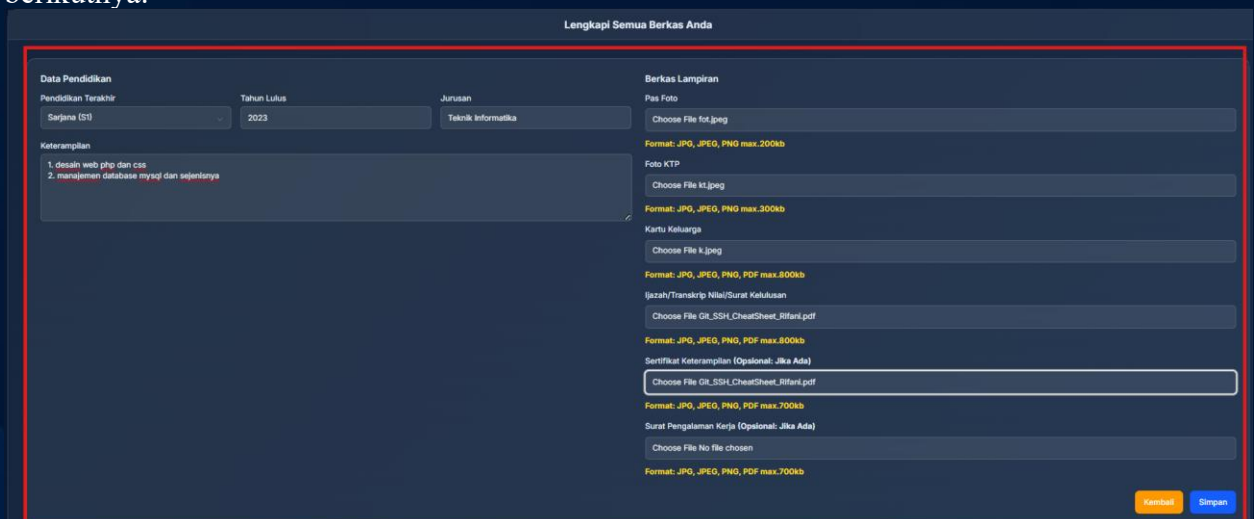 berikutnya.
Lengkapi Semua Berkas Anda
Data Pendidikan
Pendidikan Terakhir
Tahun Lulus
Jurusan
Sarjana (S1)
2023
Teknik Informatika
Keterampilan
1. desain web php dan css
2. manajemen database mysql dan sejenisnya
Berkas Lampiran
Pas Foto
Choose File fot.jpeg
Format: JPG, JPEG, PNG max.200kb
Foto KTP
Choose File kt.jpeg
Format: JPG, JPEG, PNG max.300kb
Kartu Keluarga
Choose File k.jpeg
Format: JPG, JPEG, PNG, PDF max.800kb
Ijazah/Transkrip Nilai/Surat Kelulusan
Choose File Git_SSH_CheatSheet_Rifani.pdf
Format: JPG, JPEG, PNG, PDF max.800kb
Sertifikat Keterampilan (Opsional: Jika Ada)
Choose File Git_SSH_CheatSheet_Rifani.pdf
Format: JPG, JPEG, PNG, PDF max.700kb
Surat Pengalaman Kerja (Opsional: Jika Ada)
Choose File No file chosen
Format: JPG, JPEG, PNG, PDF max.700kb
Kembali
Simpan